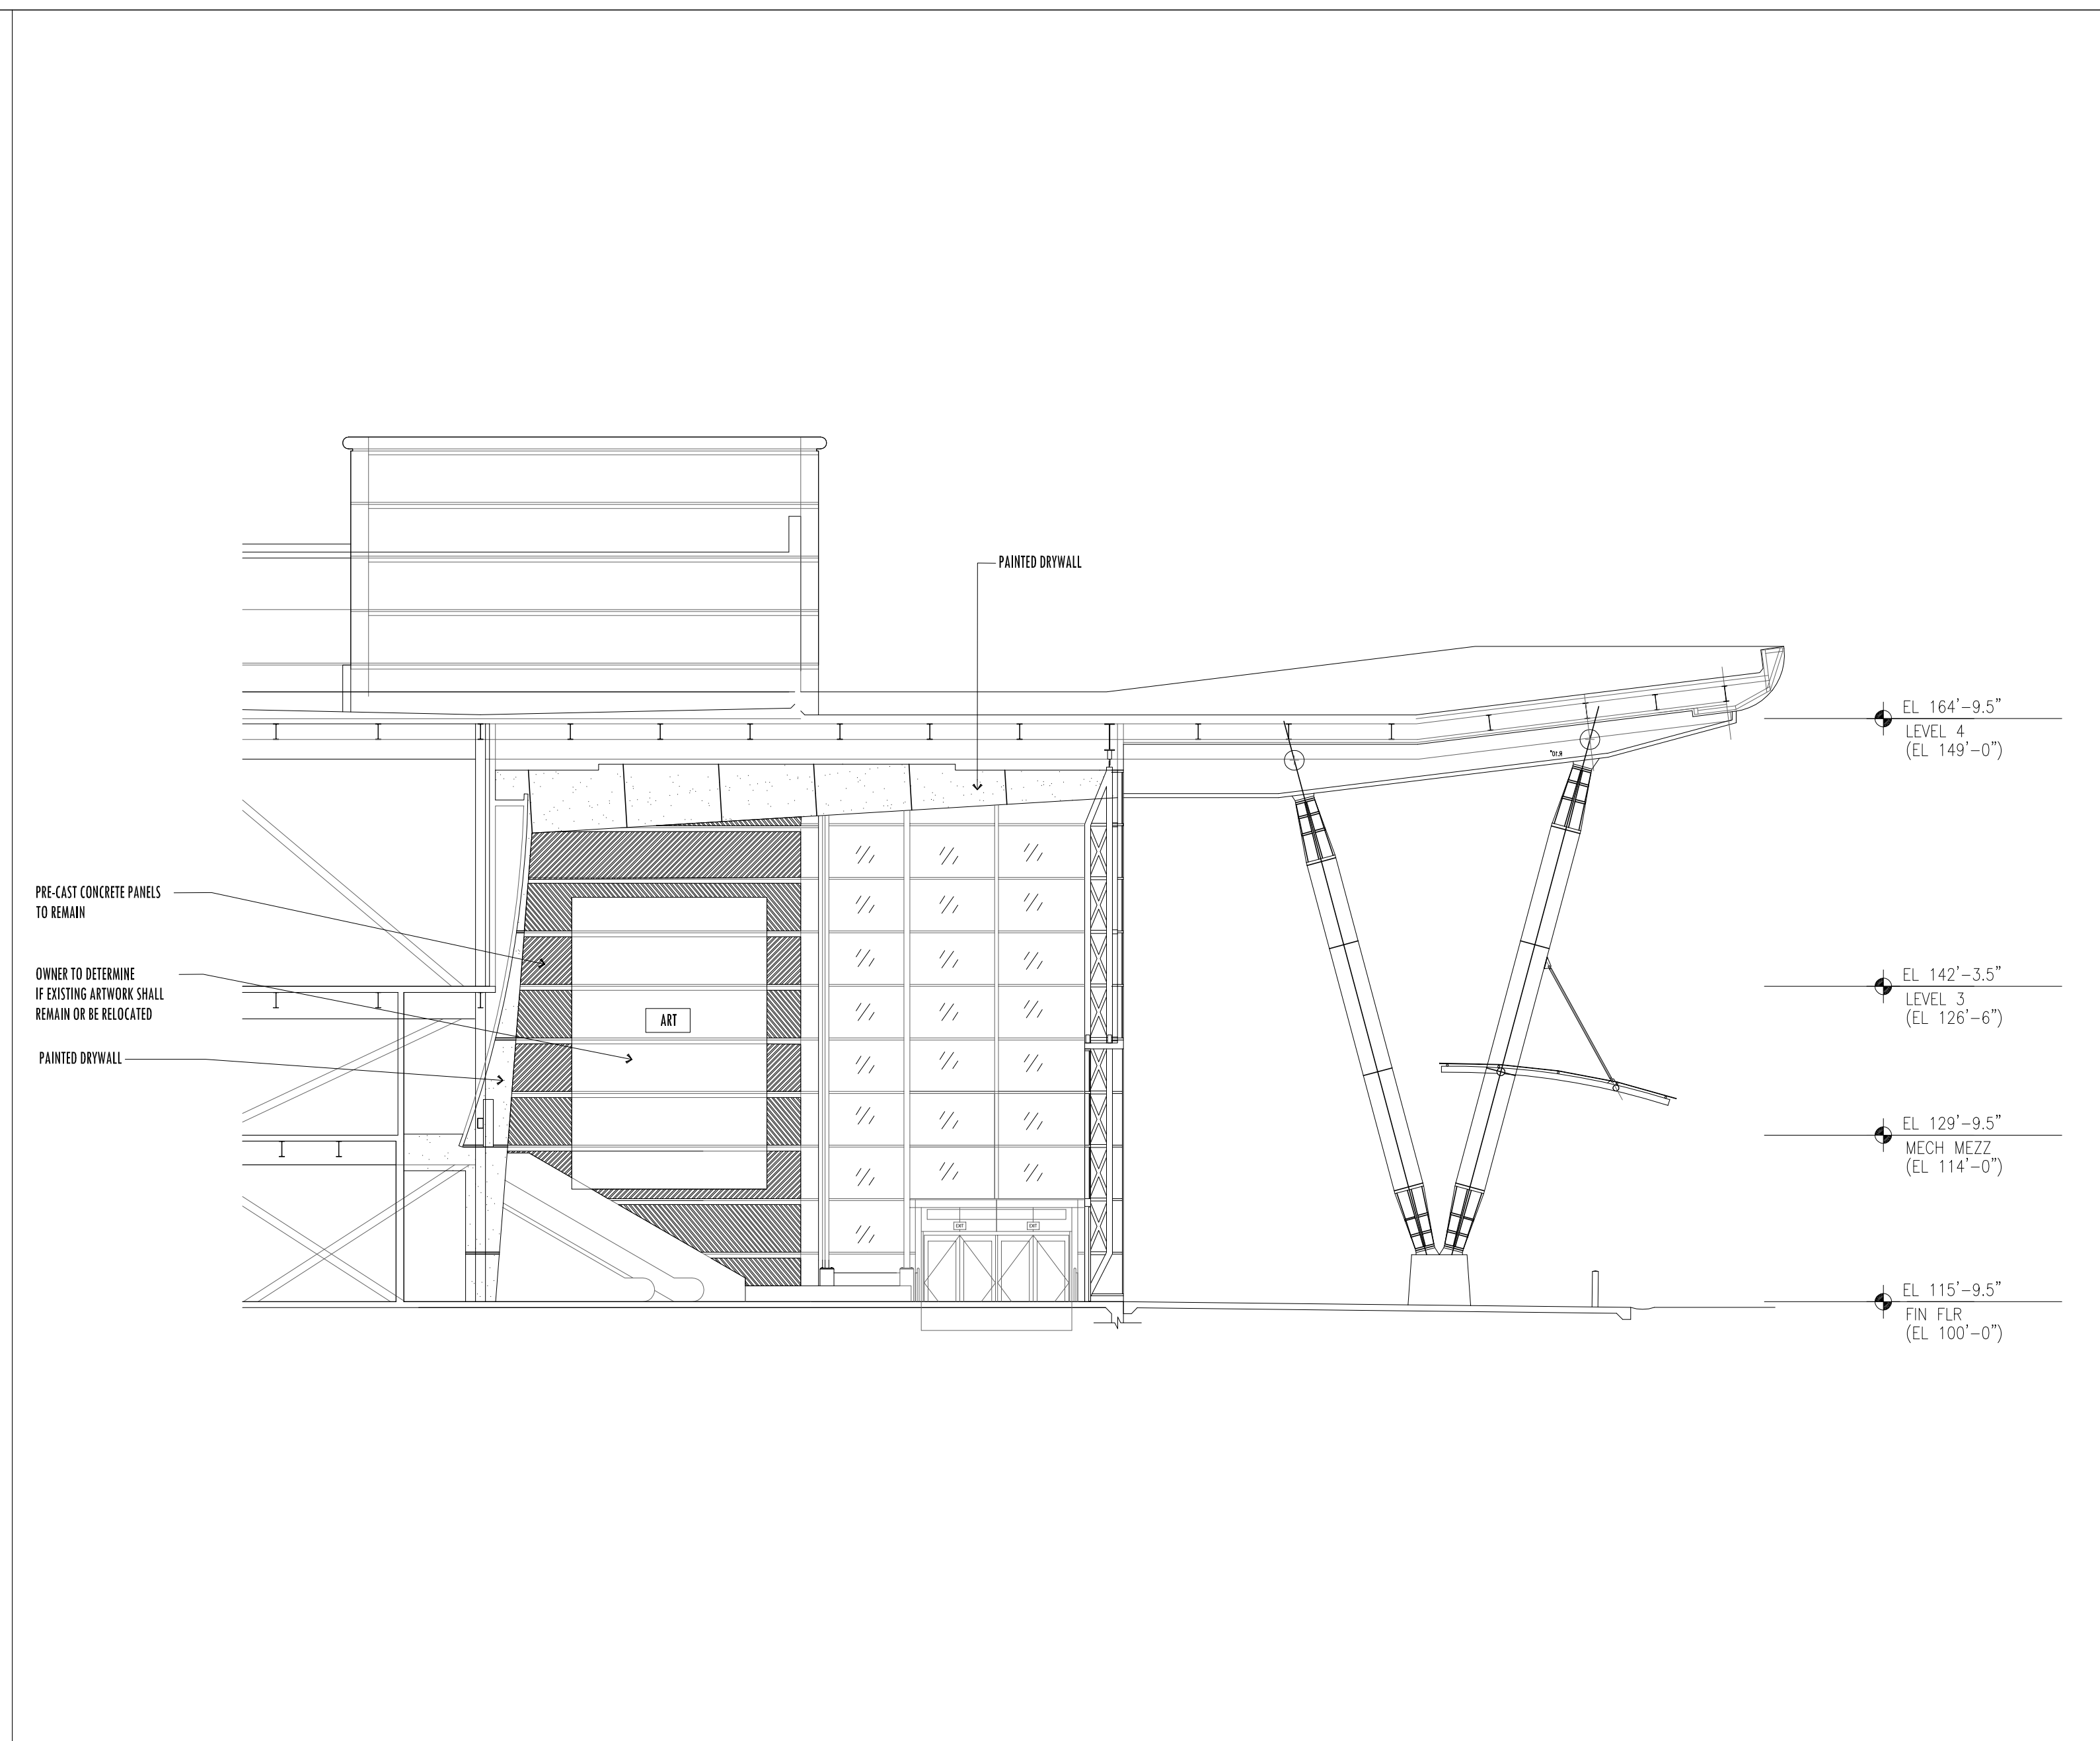 PAINTED DRYWALL
EL 164'-9.5"
LEVEL 4
(EL 149'-0")
PRE-CAST CONCRETE PANELS
TO REMAIN
OWNER TO DETERMINE
IF EXISTING ARTWORK SHALL
REMAIN OR BE RELOCATED
ART
EL 142'-3.5"
LEVEL 3
(EL 126'-6")
PAINTED DRYWALL
EL 129'-9.5"
MECH MEZZ
(EL 114'-0")
EXIT
EXIT
EL 115'-9.5"
FIN FLR
(EL 100'-0")